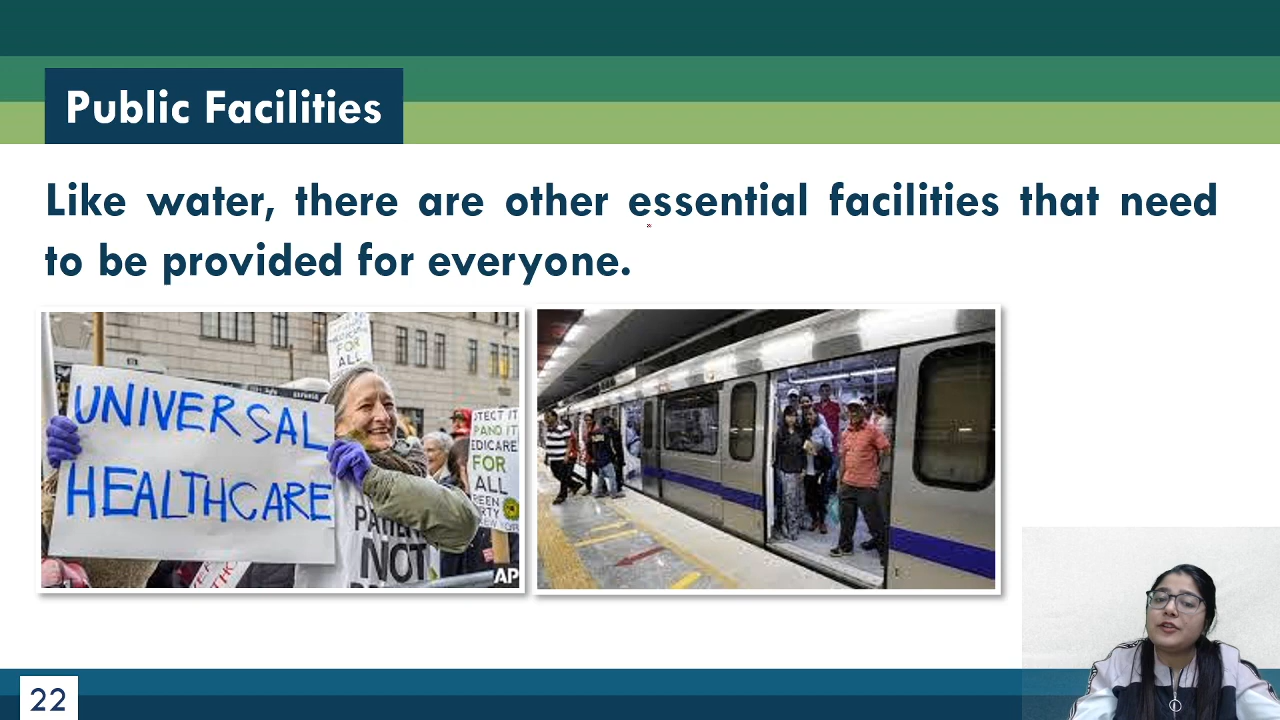 Public Facilities
Like water, there are other essential facilities that need
to be provided for everyone.
FOR
ALL
UNIVERSAL
HEALTHCARE
EDICARE
FOR
ALL
NOT
AP
22